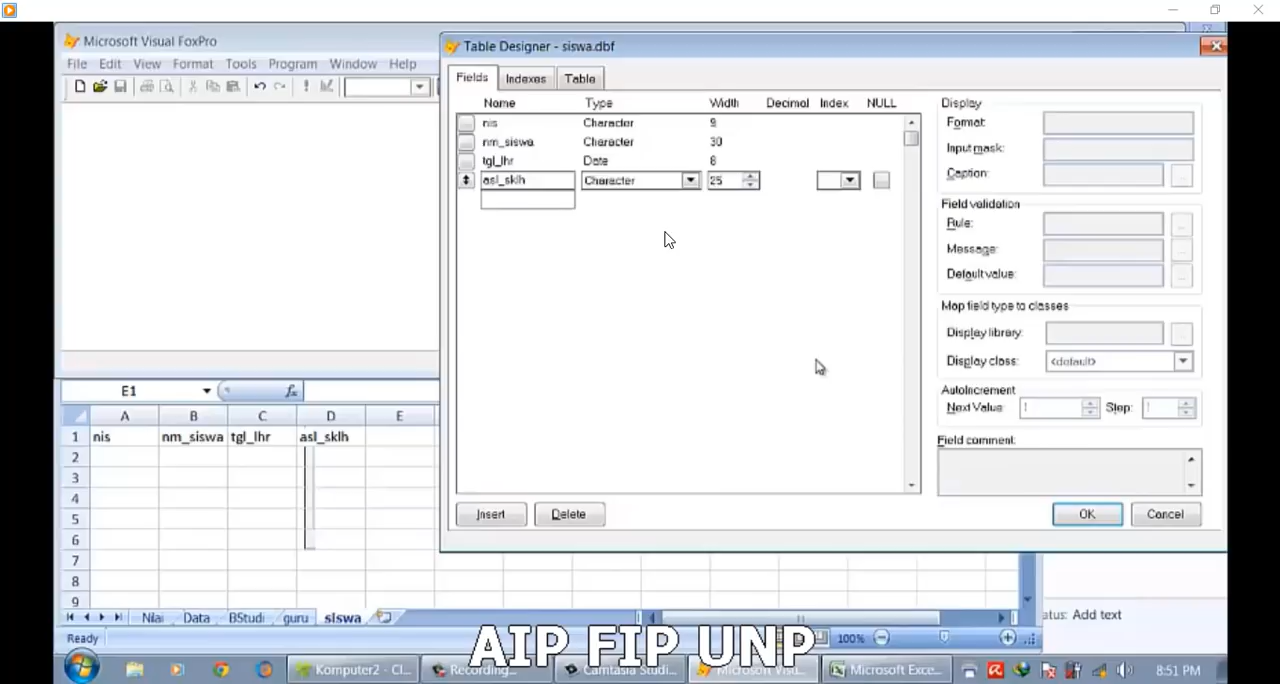 Microsoft Visual FoxPro
File Edit View Format Tools Program Window Help
Table Designer - siswa.dbf
Fields Indexes Table
Name Type Width Decimal Index NULL
nis Character 9
nm_siswa Character 30
tgl_lhr Date 8
asl_sklh Character 25
Insert Delete
Display
Format:
Input mask:
Caption:
Field validation
Rule:
Message:
Default value:
Map field type to classes
Display library:
Display class: <default>
AutoIncrement
Next Value: 1 Step: 1
Field comment:
OK Cancel
E1 fx
A B C D E
1 nis nm_siswa tgl_lhr asl_sklh
2
3
4
5
6
7
8
9
Nlai Data BStudi guru siswa
Ready 100%
atus: Add text
AIP FIP UNP
Komputer2 - Cl... Recording... Camtasia Studi... Microsoft Visu... Microsoft Exce... 8:51 PM